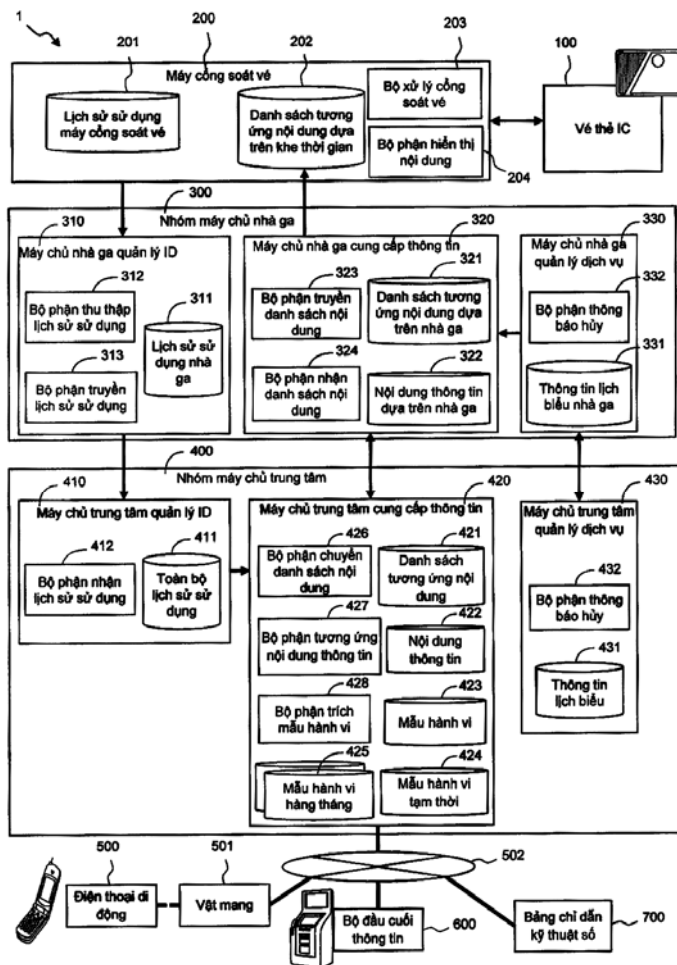 1
200
201
202
203
Máy cổng soát vé
Lịch sử sử dụng
máy cổng soát vé
Danh sách tương
ứng nội dung dựa
trên khe thời gian
Bộ xử lý cổng
soát vé
Bộ phận hiển thị
nội dung
204
100
Vé thẻ IC
300
Nhóm máy chủ nhà ga
310
Máy chủ nhà ga quản lý ID
312
Bộ phận thu thập
lịch sử sử dụng
311
Lịch sử sử
dụng nhà
ga
313
Bộ phận truyền
lịch sử sử dụng
320
Máy chủ nhà ga cung cấp thông tin
323
Bộ phận truyền
danh sách nội
dung
321
Danh sách tương
ứng nội dung dựa
trên nhà ga
324
Bộ phận nhận
danh sách nội
dung
322
Nội dung thông tin
dựa trên nhà ga
330
Máy chủ nhà ga
quản lý dịch vụ
332
Bộ phận thông
báo hủy
331
Thông tin lịch
biểu nhà ga
400
Nhóm máy chủ trung tâm
410
Máy chủ trung tâm quản lý ID
412
Bộ phận nhận
lịch sử sử dụng
411
Toàn bộ
lịch sử sử
dụng
420
Máy chủ trung tâm cung cấp thông tin
426
Bộ phận chuyển
danh sách nội
dung
421
Danh sách
tương ứng nội
dung
427
Bộ phận tương ứng
nội dung thông tin
422
Nội dung
thông tin
428
Bộ phận trích
mẫu hành vi
423
Mẫu hành vi
425
Mẫu hành vi
hàng tháng
424
Mẫu hành vi
tạm thời
430
Máy chủ trung tâm
quản lý dịch vụ
432
Bộ phận thông
báo hủy
431
Thông tin
lịch biểu
500
Điện thoại di
động
501
Vật mang
502
Bộ đầu cuối
thông tin
600
Bảng chỉ dẫn
kỹ thuật số
700